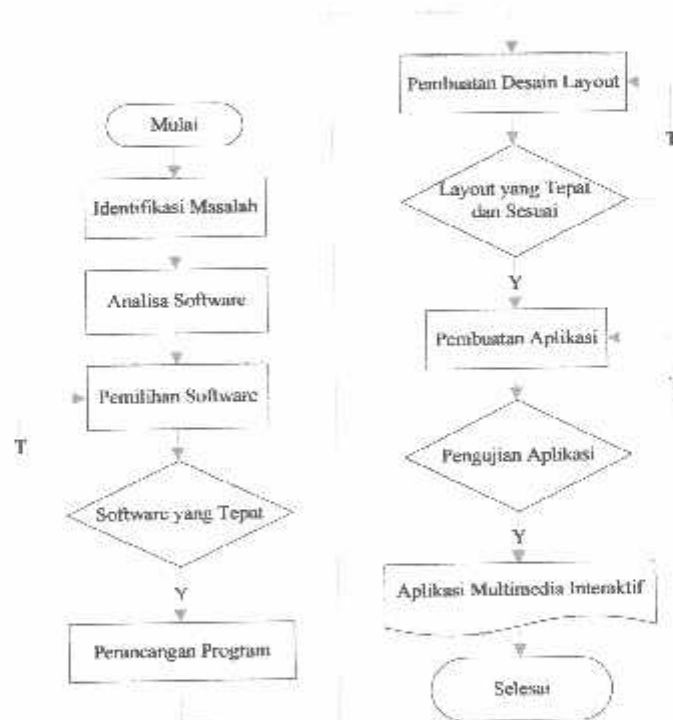 Mulai
Identifikasi Masalah
Analisa Software
Pemilihan Software
T
Software yang Tepat
Y
Perancangan Program
Pembuatan Desain Layout
T
Layout yang Tepat
dan Sesuai
Y
Pembuatan Aplikasi
Pengujian Aplikasi
Y
Aplikasi Multimedia Interaktif
Selesai